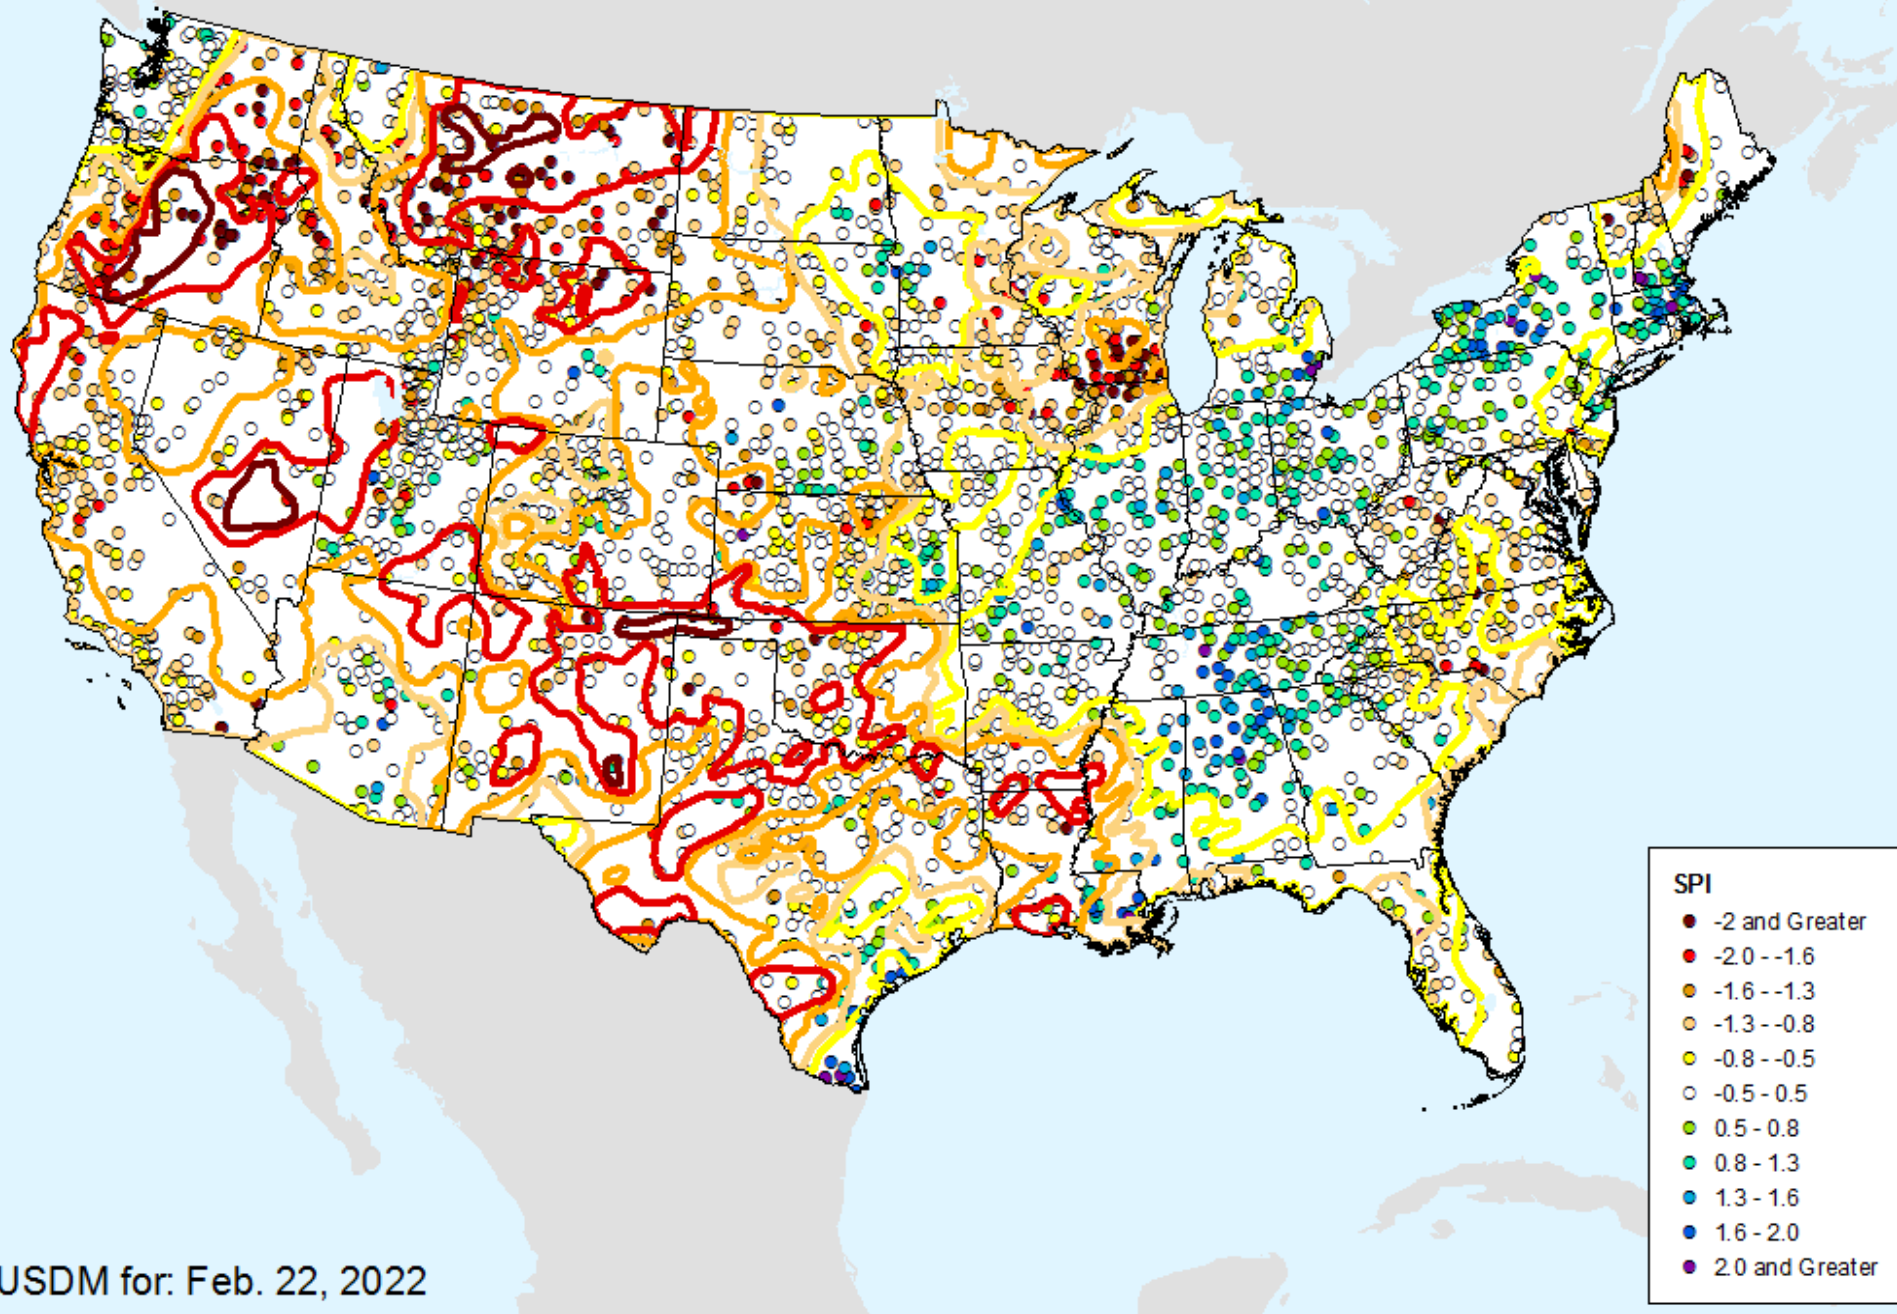 SPI
-2 and Greater
-2.0 - -1.6
-1.6 - -1.3
-1.3 - -0.8
-0.8 - -0.5
-0.5 - 0.5
0.5 - 0.8
0.8 - 1.3
1.3 - 1.6
1.6 - 2.0
2.0 and Greater
USDM for: Feb. 22, 2022